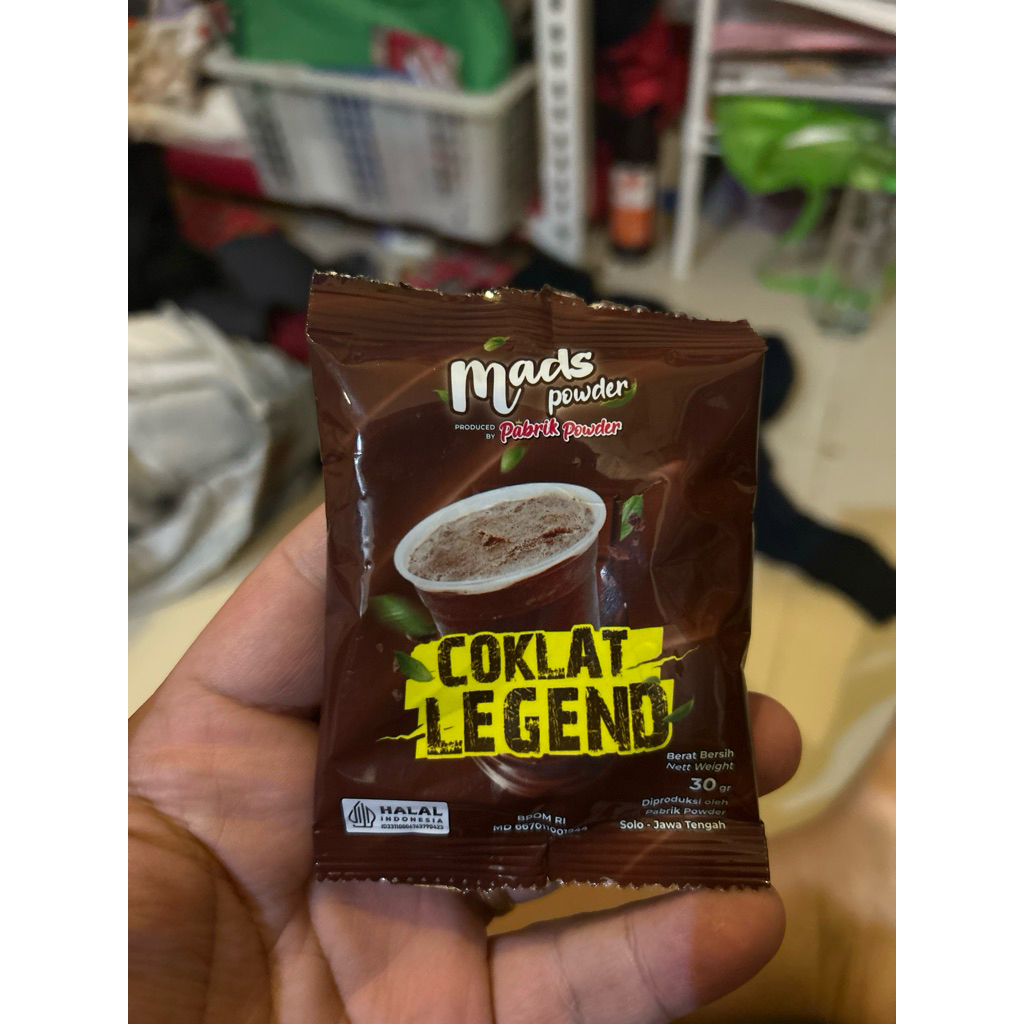 Mads
powder
PRODUCED
BY Pabrik Powder
COKLAT
LEGEND
Berat Bersih
Nett Weight
30 gr
Diproduksi oleh
Pabrik Powder
Solo - Jawa Tengah
HALAL
INDONESIA
BPOM RI